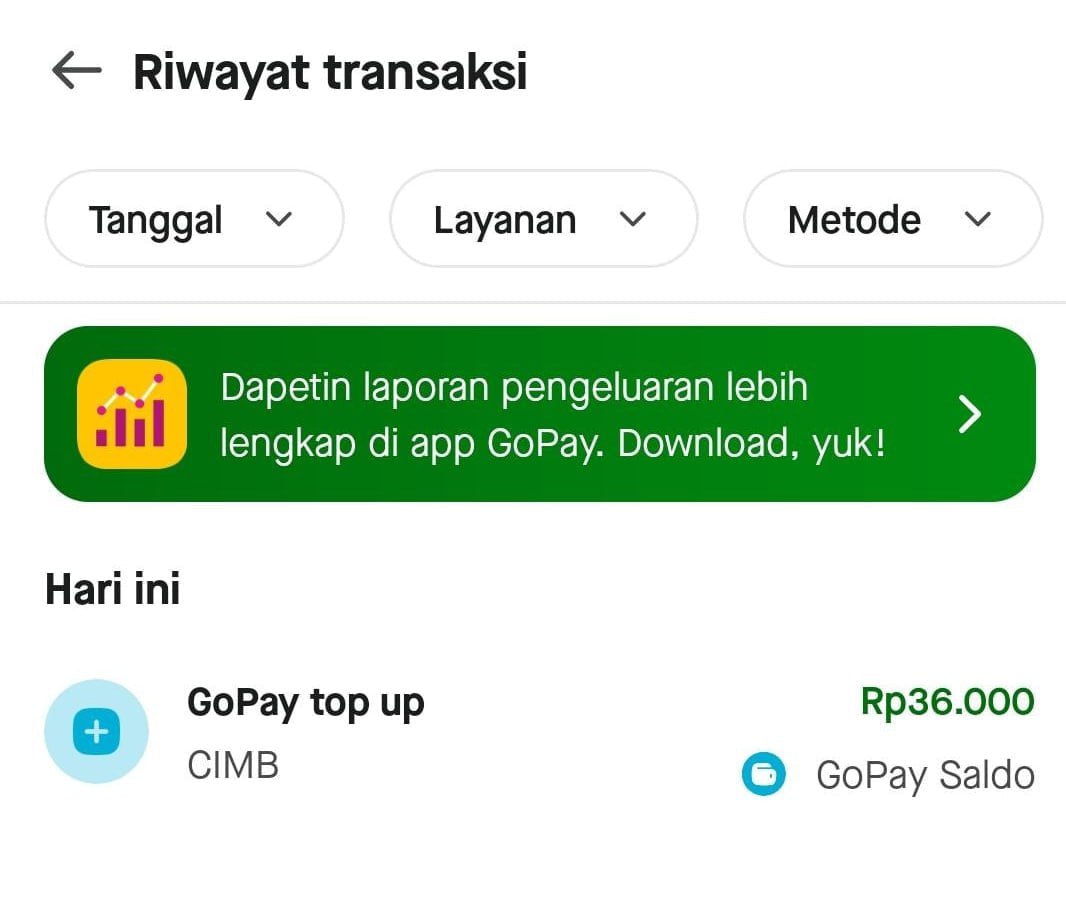 Riwayat transaksi
Tanggal
Layanan
Metode
Dapetin laporan pengeluaran lebih
lengkap di app GoPay. Download, yuk!
Hari ini
GoPay top up
Rp36.000
CIMB
GoPay Saldo